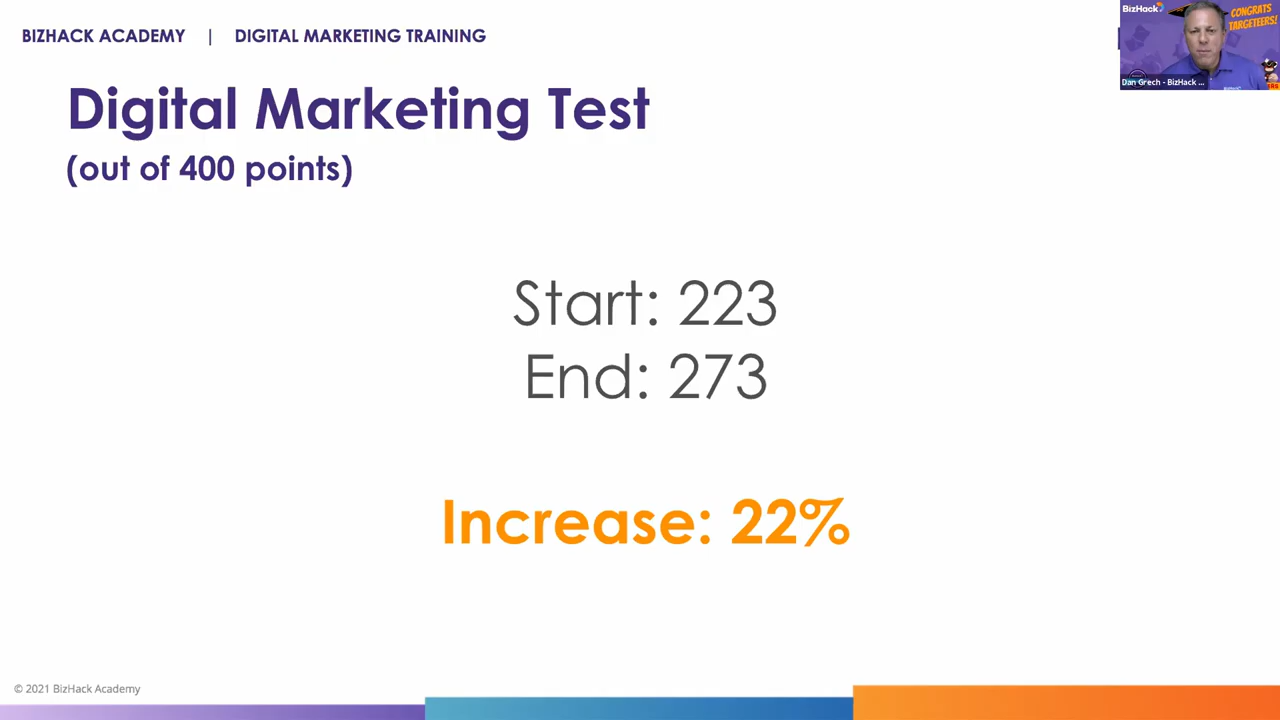 BIZHACK ACADEMY | DIGITAL MARKETING TRAINING
BizHack
CONGRATS
TARGETEERS!
Dan Grech - BizHack ...
Digital Marketing Test
(out of 400 points)
Start: 223
End: 273
Increase: 22%
© 2021 BizHack Academy